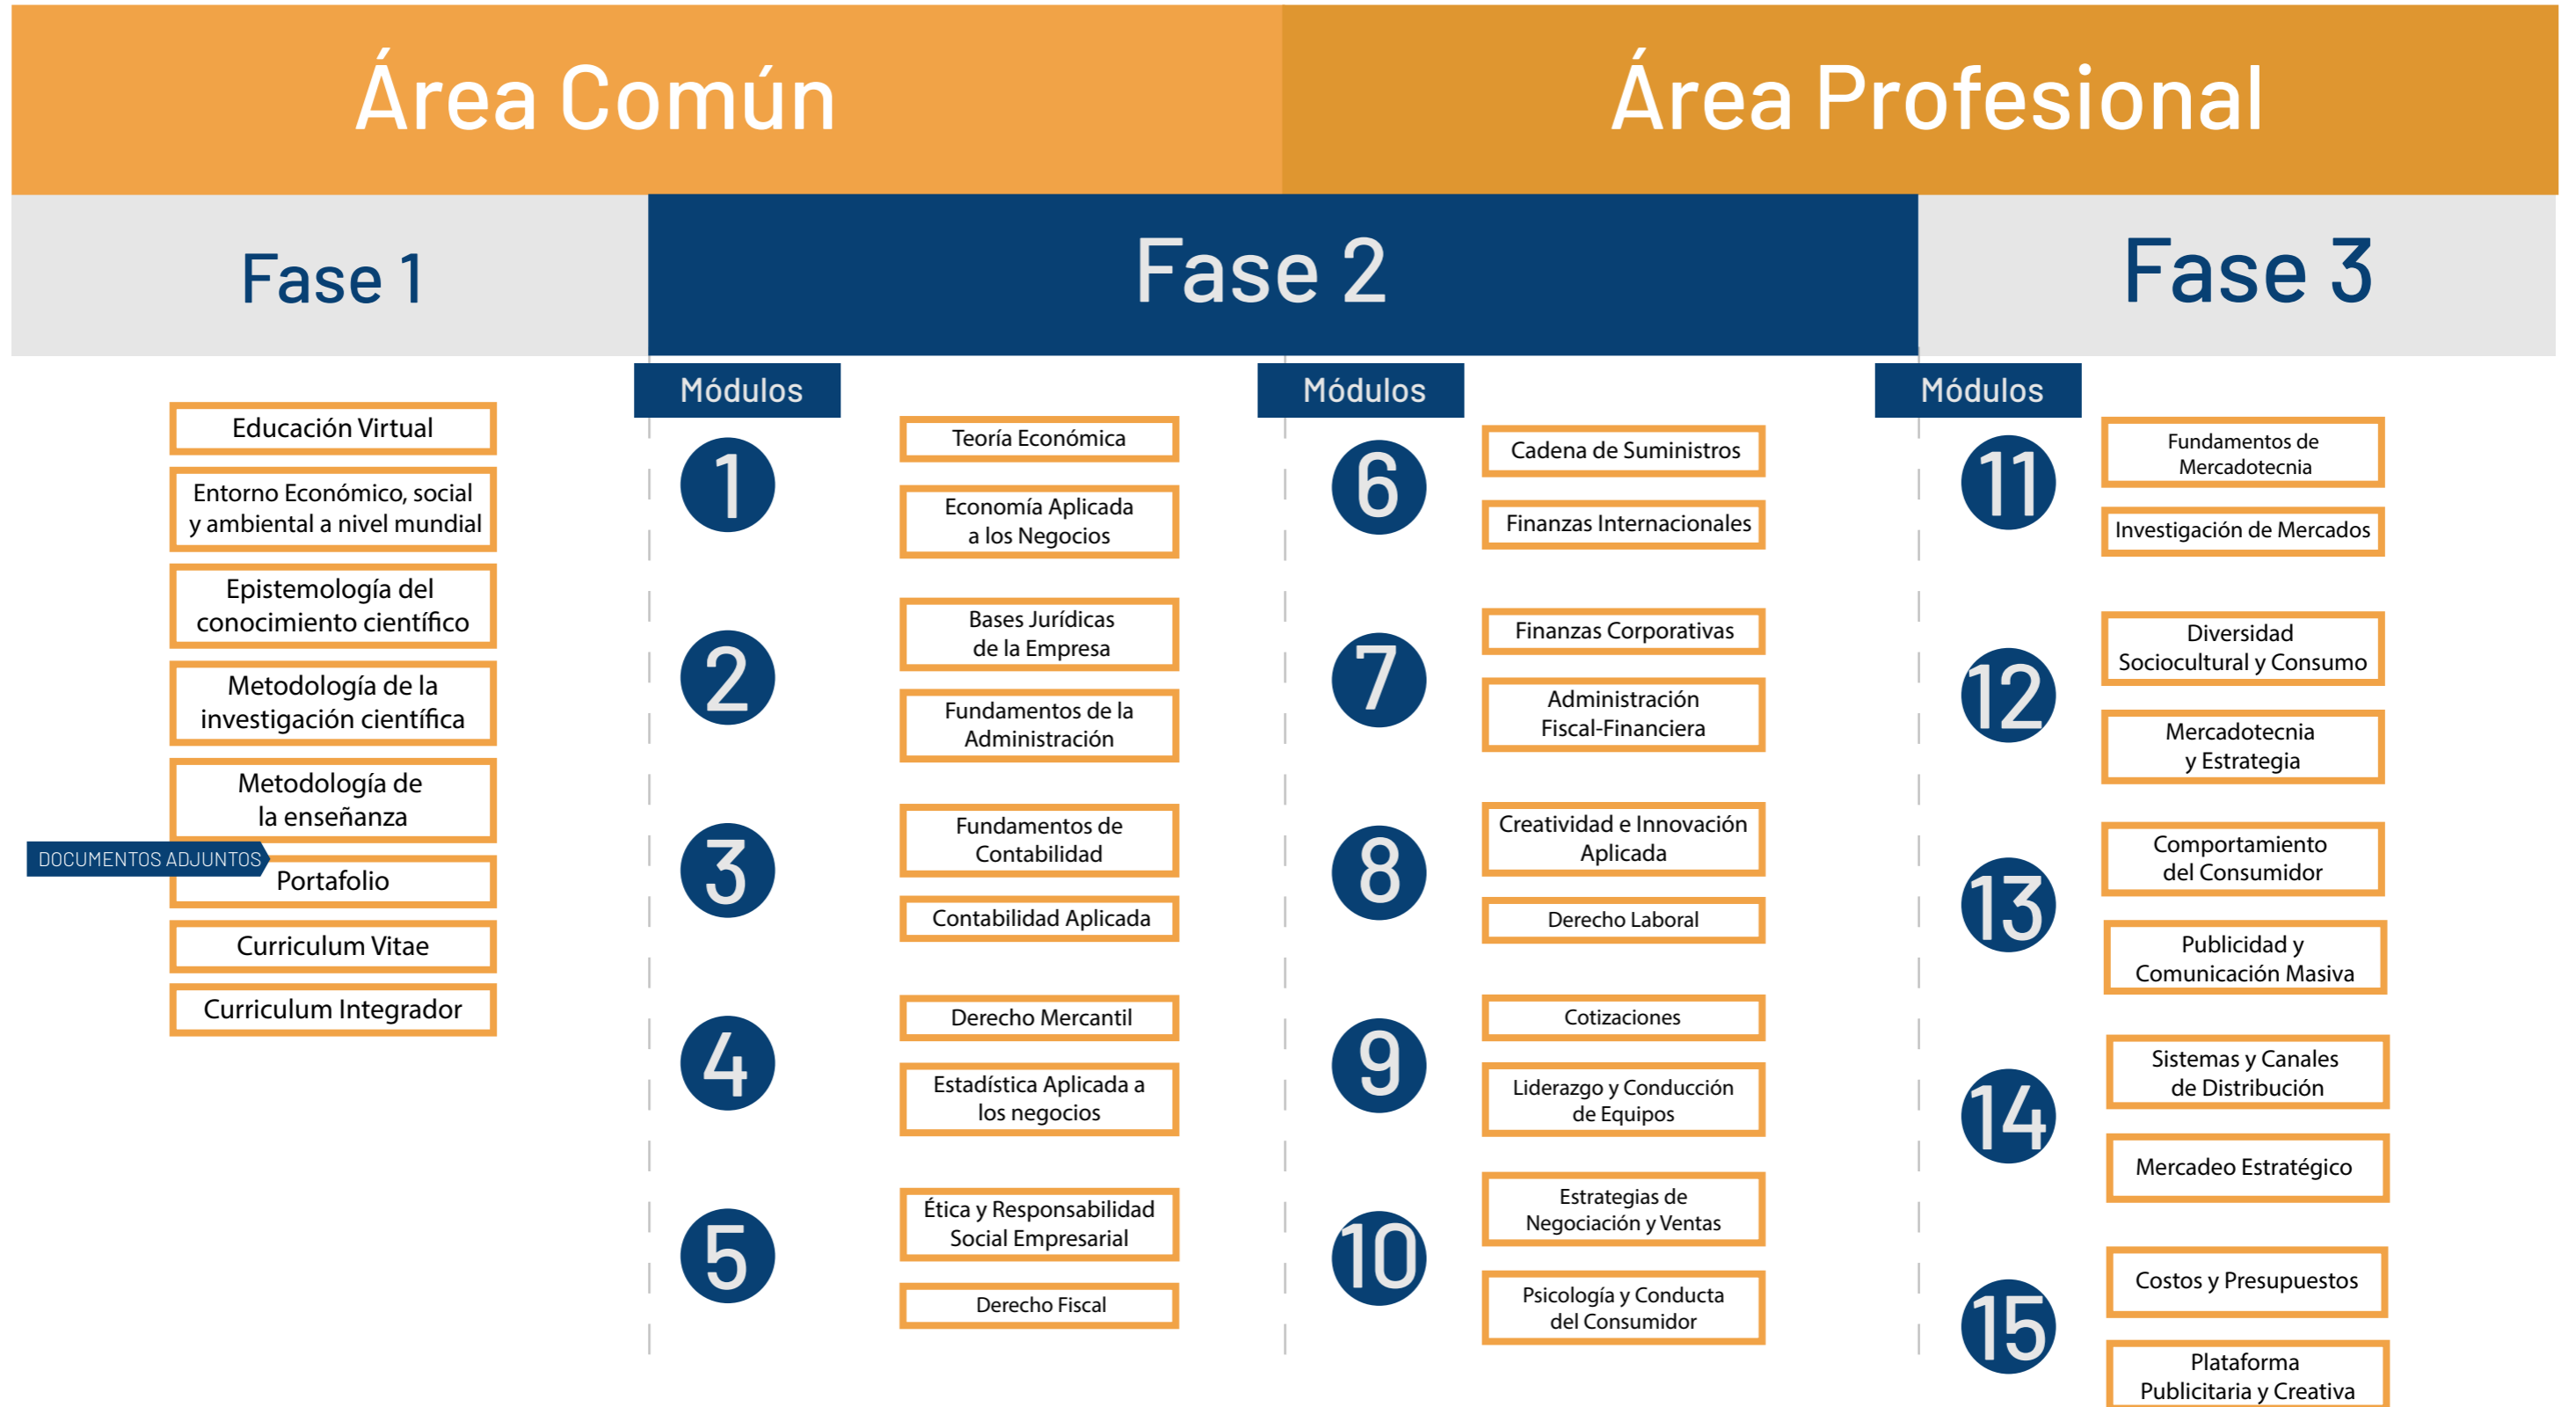 Área Común
Área Profesional
Fase 1
Fase 2
Fase 3
Educación Virtual
Entorno Económico, social
y ambiental a nivel mundial
Epistemología del
conocimiento científico
Metodología de la
investigación científica
Metodología de
la enseñanza
DOCUMENTOS ADJUNTOS
Portafolio
Curriculum Vitae
Curriculum Integrador
Módulos
1
Teoría Económica
Economía Aplicada
a los Negocios
2
Bases Jurídicas
de la Empresa
Fundamentos de la
Administración
3
Fundamentos de
Contabilidad
Contabilidad Aplicada
4
Derecho Mercantil
Estadística Aplicada a
los negocios
5
Ética y Responsabilidad
Social Empresarial
Derecho Fiscal
Módulos
6
Cadena de Suministros
Finanzas Internacionales
7
Finanzas Corporativas
Administración
Fiscal-Financiera
8
Creatividad e Innovación
Aplicada
Derecho Laboral
9
Cotizaciones
Liderazgo y Conducción
de Equipos
10
Estrategias de
Negociación y Ventas
Psicología y Conducta
del Consumidor
Módulos
11
Fundamentos de
Mercadotecnia
Investigación de Mercados
12
Diversidad
Sociocultural y Consumo
Mercadotecnia
y Estrategia
13
Comportamiento
del Consumidor
Publicidad y
Comunicación Masiva
14
Sistemas y Canales
de Distribución
Mercadeo Estratégico
15
Costos y Presupuestos
Plataforma
Publicitaria y Creativa